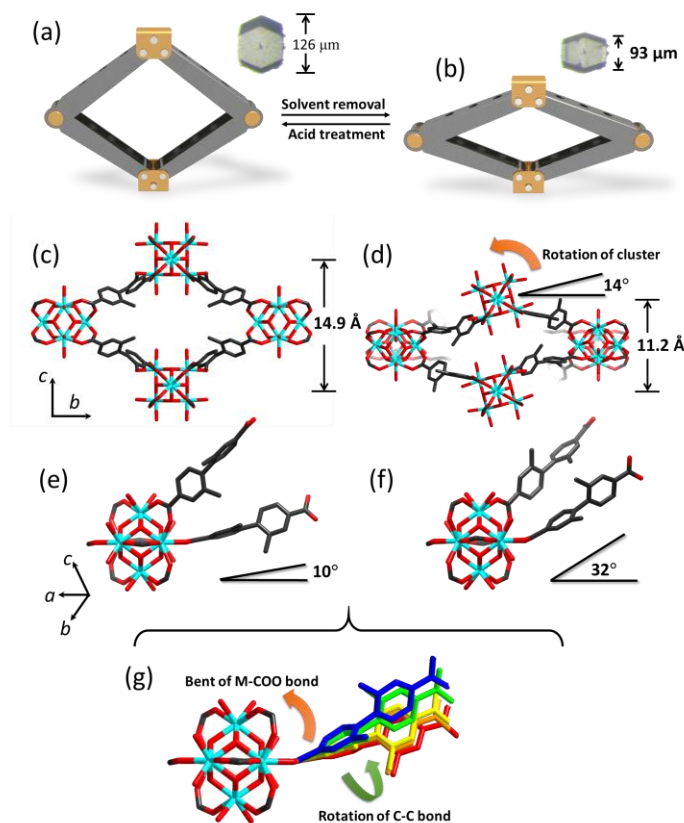 (a)
126 μm
(b)
93 μm
Solvent removal
Acid treatment
(c)
14.9 Å
c
b
(d)
Rotation of cluster
14°
11.2 Å
(e)
10°
c
a
b
(f)
32°
(g)
Bent of M-COO bond
Rotation of C-C bond